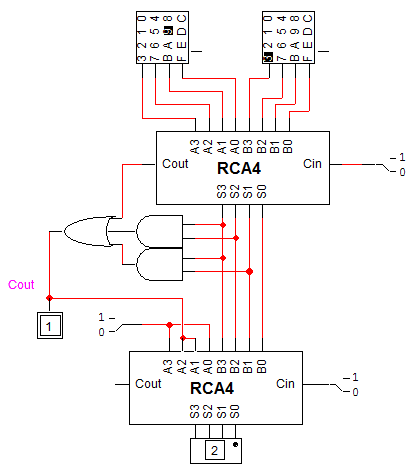 3 2 1 0
7 6 5 4
B A 9 8
F E D C
3 2 1 0
7 6 5 4
B A 9 8
F E D C
A3 A2 A1 A0 B3 B2 B1 B0
Cout RCA4 Cin
1
0
S3 S2 S1 S0
Cout
1
1
0
A3 A2 A1 A0 B3 B2 B1 B0
Cout RCA4 Cin
1
0
S3 S2 S1 S0
2